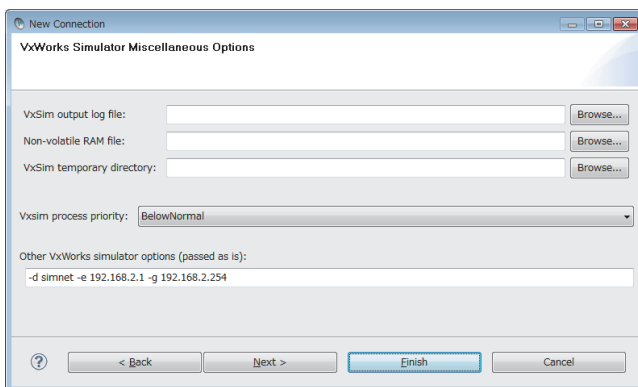 New Connection
VxWorks Simulator Miscellaneous Options
VxSim output log file:
Browse...
Non-volatile RAM file:
Browse...
VxSim temporary directory:
Browse...
Vxsim process priority: BelowNormal
Other VxWorks simulator options (passed as is):
-d simnet -e 192.168.2.1 -g 192.168.2.254
? < Back Next > Finish Cancel